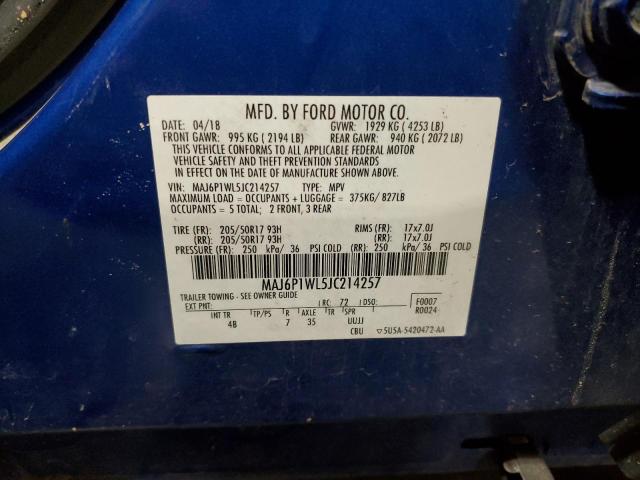 MFD. BY FORD MOTOR CO.
DATE: 04/18 GVWR: 1929 KG ( 4253 LB)
FRONT GAWR: 995 KG ( 2194 LB) REAR GAWR: 940 KG ( 2072 LB)
THIS VEHICLE CONFORMS TO ALL APPLICABLE FEDERAL MOTOR
VEHICLE SAFETY AND THEFT PREVENTION STANDARDS
IN EFFECT ON THE DATE OF MANUFACTURE SHOWN ABOVE.
VIN: MAJ6P1WL5JC214257 TYPE: MPV
MAXIMUM LOAD = OCCUPANTS + LUGGAGE = 375KG/ 827LB
OCCUPANTS = 5 TOTAL; 2 FRONT, 3 REAR
TIRE (FR): 205/50R17 93H RIMS (FR): 17x7.0J
(RR): 205/50R17 93H (RR): 17x7.0J
PRESSURE (FR): 250 kPa/ 36 PSI COLD (RR): 250 kPa/ 36 PSI COLD
MAJ6P1WL5JC214257
TRAILER TOWING - SEE OWNER GUIDE
EXT PNT: RC: 72 DSO: F0007
R0024
INT TR TP/PS R AXLE TR SPR
4B 7 35 UUJJ
CBU 5U5A-5420472-AA